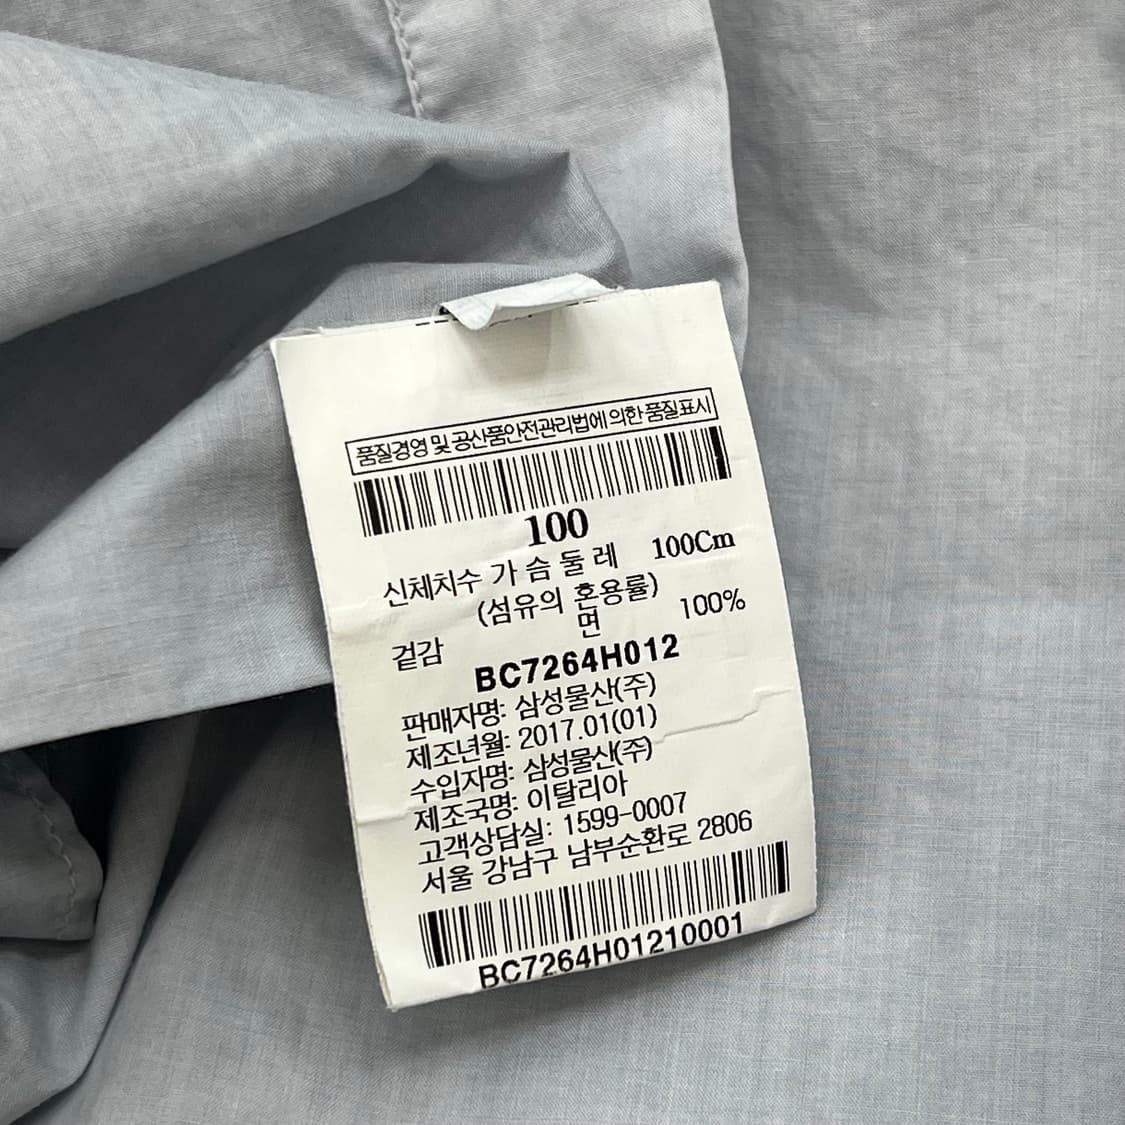 품질경영 및 공산품안전관리법에 의한 품질표시
100
신체치수 가 슴 둘 레 100Cm
(섬유의 혼용률)
겉감 면 100%
BC7264H012
판매자명: 삼성물산(주)
제조년월: 2017.01(01)
수입자명: 삼성물산(주)
제조국명: 이탈리아
고객상담실: 1599-0007
서울 강남구 남부순환로 2806
BC7264H01210001